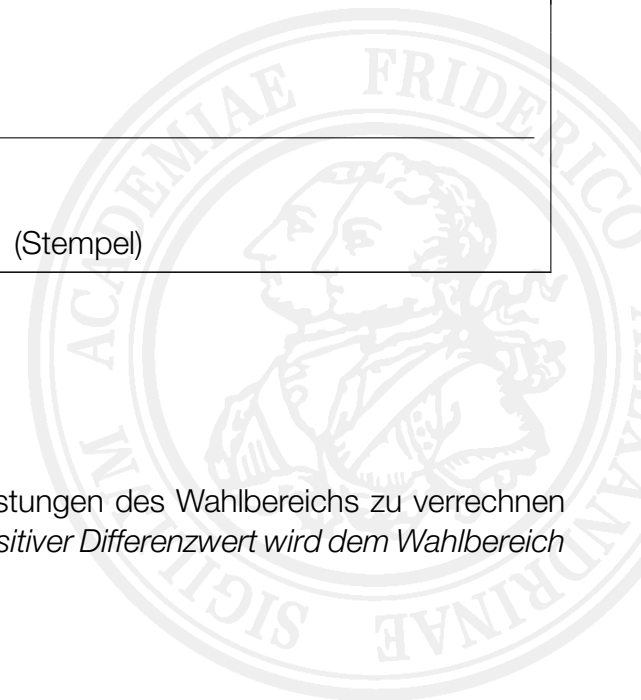 (Stempel)
stungen des Wahlbereichs zu verrechnen
sitiver Differenzwert wird dem Wahlbereich
ACADEMIAE FRIDERICO